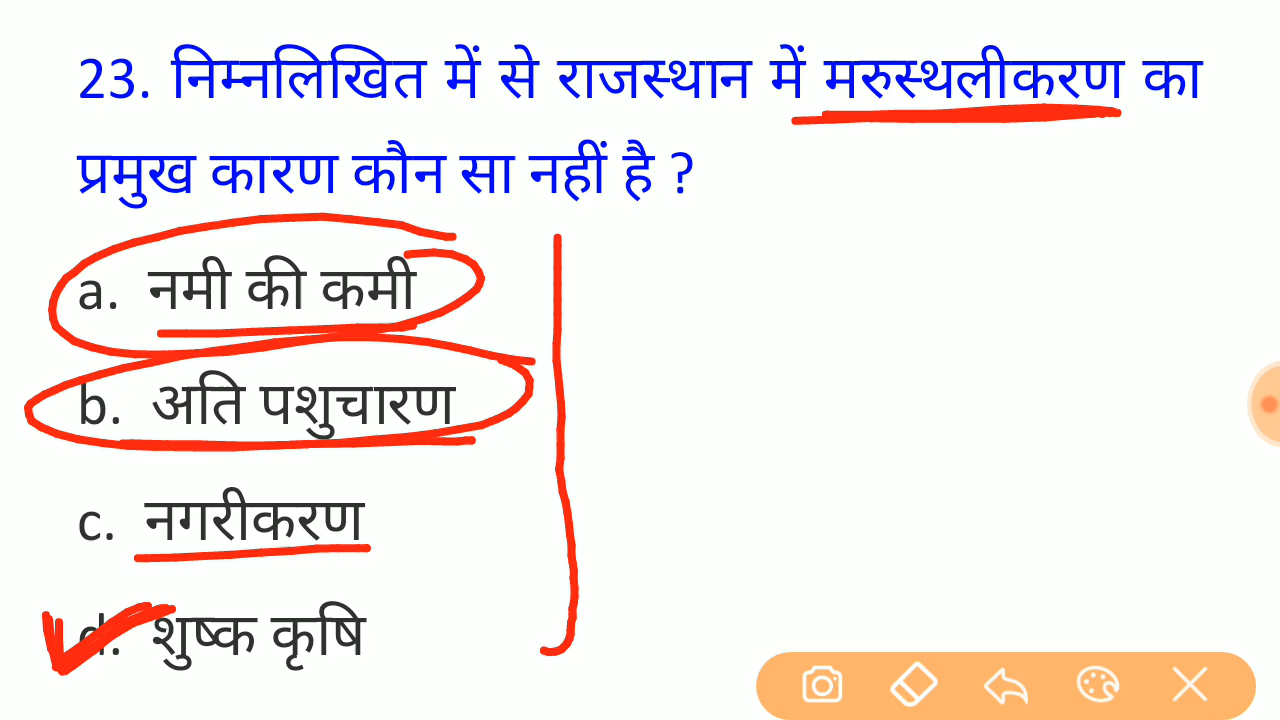 23. निम्नलिखित में से राजस्थान में मरुस्थलीकरण का
प्रमुख कारण कौन सा नहीं है ?
a. नमी की कमी
b. अति पशुचारण
c. नगरीकरण
d. शुष्क कृषि